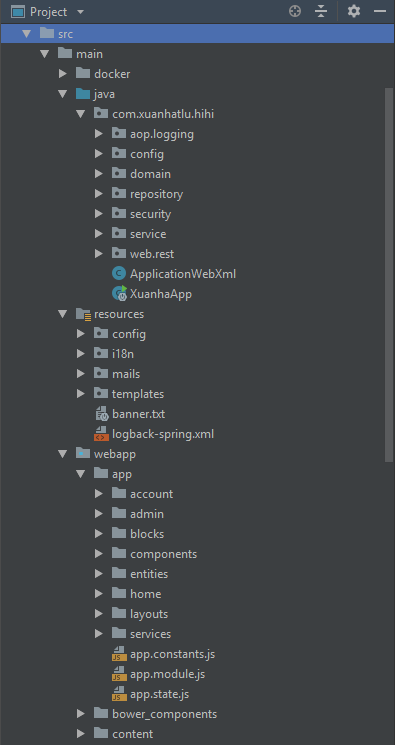 Project
src
main
docker
java
com.xuanhatlu.hihi
aop.logging
config
domain
repository
security
service
web.rest
ApplicationWebXml
XuanhaApp
resources
config
i18n
mails
templates
banner.txt
logback-spring.xml
webapp
app
account
admin
blocks
components
entities
home
layouts
services
app.constants.js
app.module.js
app.state.js
bower_components
content